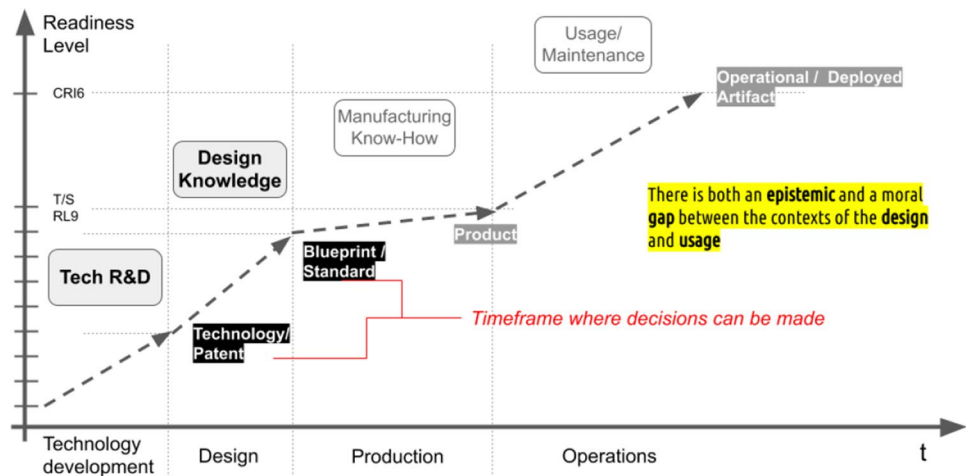 Readiness
Level
CRI6
T/S
RL9
Tech R&D
Design
Knowledge
Manufacturing
Know-How
Usage/
Maintenance
Technology/
Patent
Blueprint /
Standard
Product
Operational / Deployed
Artifact
There is both an epistemic and a moral
gap between the contexts of the design
and usage
Timeframe where decisions can be made
Technology
development
Design
Production
Operations
t